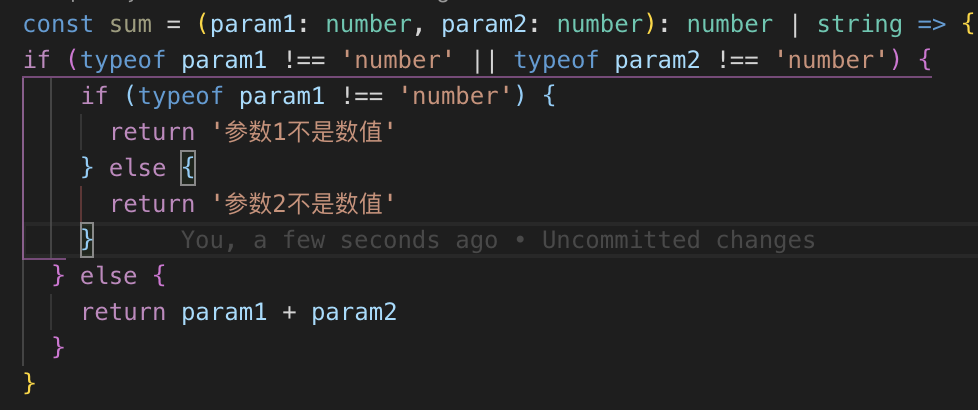 const sum = (param1: number, param2: number): number | string => {
if (typeof param1 !== 'number' || typeof param2 !== 'number') {
if (typeof param1 !== 'number') {
return '参数1不是数值'
} else {
return '参数2不是数值'
} You, a few seconds ago • Uncommitted changes
} else {
return param1 + param2
}
}